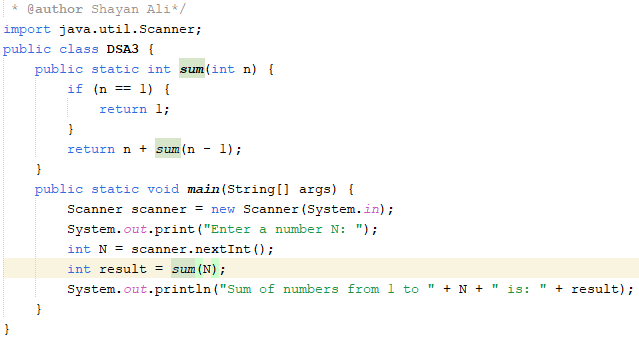 * @author Shayan Ali*/
import java.util.Scanner;
public class DSA3 {
    public static int sum(int n) {
        if (n == 1) {
            return 1;
        }
        return n + sum(n - 1);
    }
    public static void main(String[] args) {
        Scanner scanner = new Scanner(System.in);
        System.out.print("Enter a number N: ");
        int N = scanner.nextInt();
        int result = sum(N);
        System.out.println("Sum of numbers from 1 to " + N + " is: " + result);
    }
}